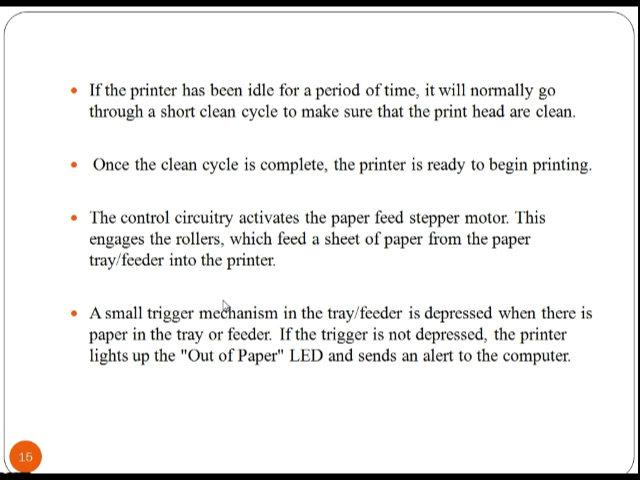 If the printer has been idle for a period of time, it will normally go
through a short clean cycle to make sure that the print head are clean.
Once the clean cycle is complete, the printer is ready to begin printing.
The control circuitry activates the paper feed stepper motor. This
engages the rollers, which feed a sheet of paper from the paper
tray/feeder into the printer.
A small trigger mechanism in the tray/feeder is depressed when there is
paper in the tray or feeder. If the trigger is not depressed, the printer
lights up the "Out of Paper" LED and sends an alert to the computer.
15